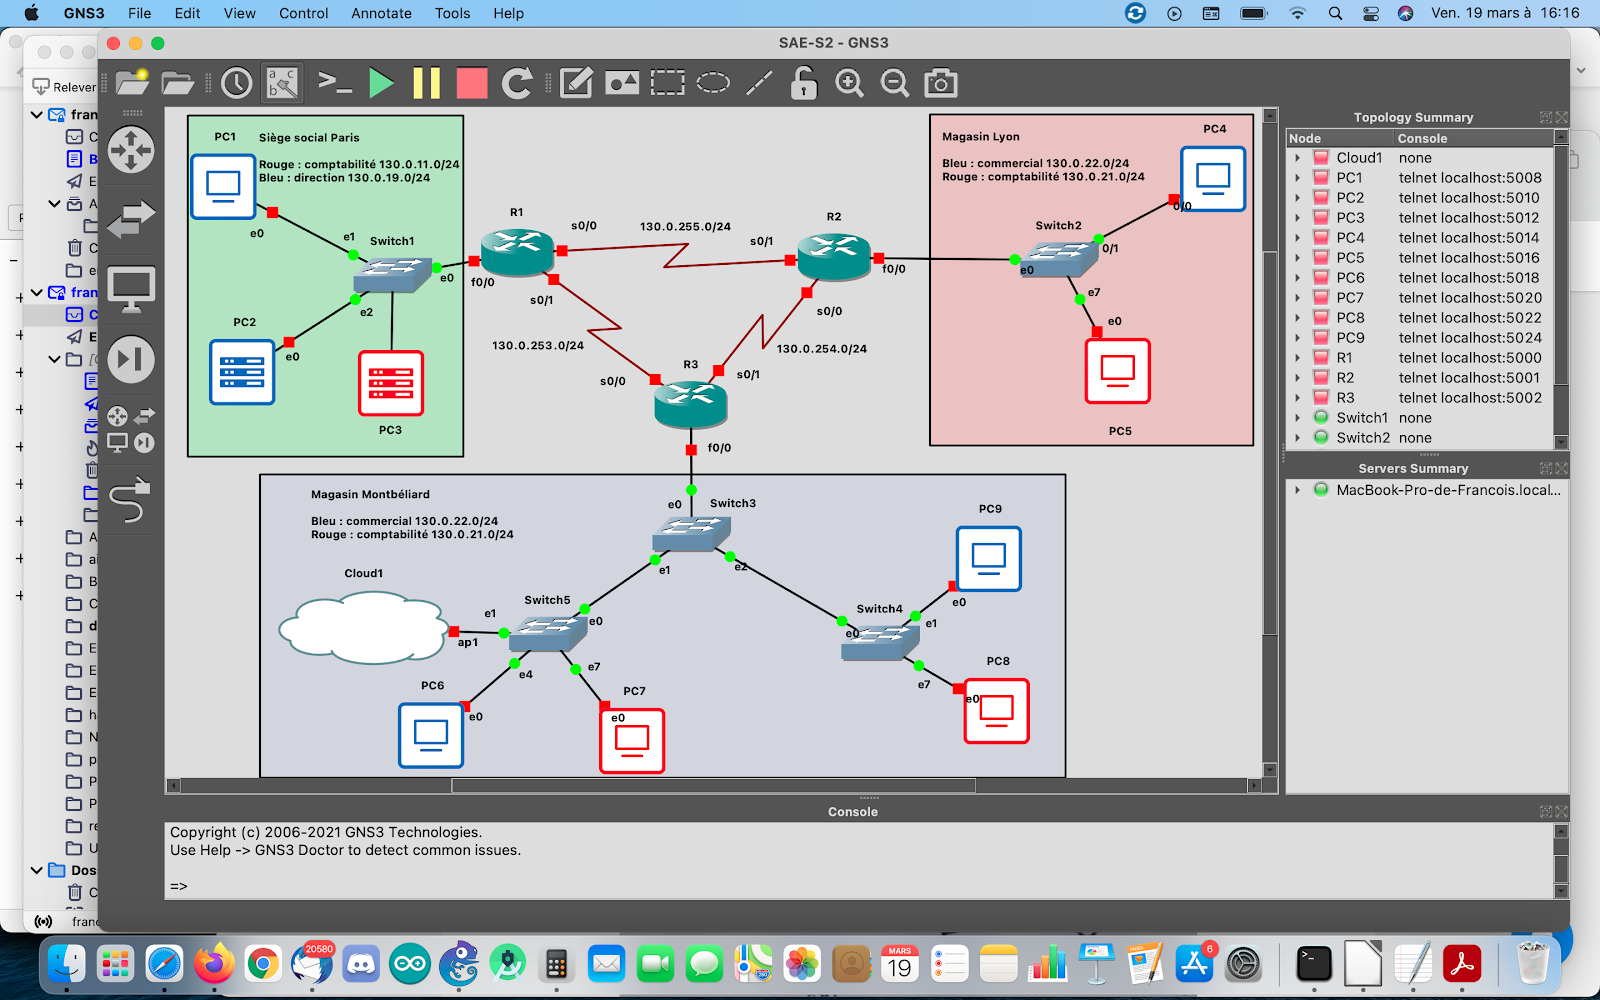 GNS3 File Edit View Control Annotate Tools Help Ven. 19 mars à 16:16
SAE-S2 - GNS3
Relever
fran
fran
Dos
franc
PC1
Siège social Paris
Rouge : comptabilité 130.0.11.0/24
Bleu : direction 130.0.19.0/24
e0
e1
Switch1
e0
e2
PC2
e0
PC3
R1
s0/0
f0/0
s0/1
130.0.255.0/24
130.0.253.0/24
R2
s0/1
f0/0
s0/0
130.0.254.0/24
R3
s0/0
s0/1
f0/0
Magasin Lyon
Bleu : commercial 130.0.22.0/24
Rouge : comptabilité 130.0.21.0/24
PC4
0/0
Switch2
0/1
e0
e7
e0
PC5
Magasin Montbéliard
Bleu : commercial 130.0.22.0/24
Rouge : comptabilité 130.0.21.0/24
e0
Switch3
e1
e2
Cloud1
ap1
e1
Switch5
e0
e4
e7
PC6
e0
PC7
e0
Switch4
e0
e1
e7
PC9
e0
PC8
e0
Topology Summary
Node Console
Cloud1 none
PC1 telnet localhost:5008
PC2 telnet localhost:5010
PC3 telnet localhost:5012
PC4 telnet localhost:5014
PC5 telnet localhost:5016
PC6 telnet localhost:5018
PC7 telnet localhost:5020
PC8 telnet localhost:5022
PC9 telnet localhost:5024
R1 telnet localhost:5000
R2 telnet localhost:5001
R3 telnet localhost:5002
Switch1 none
Switch2 none
Servers Summary
MacBook-Pro-de-Francois.local...
Console
Copyright (c) 2006-2021 GNS3 Technologies.
Use Help -> GNS3 Doctor to detect common issues.
=>
20580
MARS
19
PAGES
6